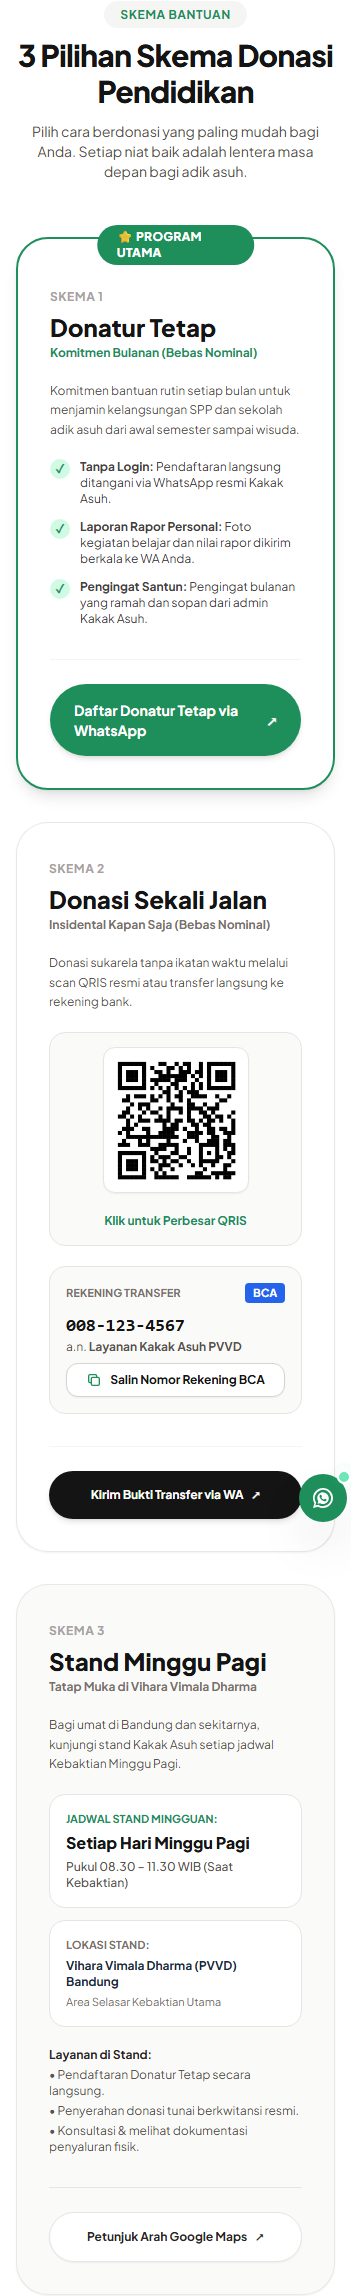 SKEMA BANTUAN
3 Pilihan Skema Donasi
Pendidikan
Pilih cara berdonasi yang paling mudah bagi
Anda. Setiap niat baik adalah lentera masa
depan bagi adik asuh.
⭐ PROGRAM
UTAMA
SKEMA 1
Donatur Tetap
Komitmen Bulanan (Bebas Nominal)
Komitmen bantuan rutin setiap bulan untuk
menjamin kelangsungan SPP dan sekolah
adik asuh dari awal semester sampai wisuda.
✓ Tanpa Login: Pendaftaran langsung
ditangani via WhatsApp resmi Kakak
Asuh.
✓ Laporan Rapor Personal: Foto
kegiatan belajar dan nilai rapor dikirim
berkala ke WA Anda.
✓ Pengingat Santun: Pengingat bulanan
yang ramah dan sopan dari admin
Kakak Asuh.
Daftar Donatur Tetap via
WhatsApp ↗
SKEMA 2
Donasi Sekali Jalan
Insidental Kapan Saja (Bebas Nominal)
Donasi sukarela tanpa ikatan waktu melalui
scan QRIS resmi atau transfer langsung ke
rekening bank.
Klik untuk Perbesar QRIS
REKENING TRANSFER BCA
008-123-4567
a.n. Layanan Kakak Asuh PVVD
Salin Nomor Rekening BCA
Kirim Bukti Transfer via WA ↗
SKEMA 3
Stand Minggu Pagi
Tatap Muka di Vihara Vimala Dharma
Bagi umat di Bandung dan sekitarnya,
kunjungi stand Kakak Asuh setiap jadwal
Kebaktian Minggu Pagi.
JADWAL STAND MINGGUAN:
Setiap Hari Minggu Pagi
Pukul 08.30 – 11.30 WIB (Saat
Kebaktian)
LOKASI STAND:
Vihara Vimala Dharma (PVVD)
Bandung
Area Selasar Kebaktian Utama
Layanan di Stand:
• Pendaftaran Donatur Tetap secara
langsung.
• Penyerahan donasi tunai berkwitansi resmi.
• Konsultasi & melihat dokumentasi
penyaluran fisik.
Petunjuk Arah Google Maps ↗